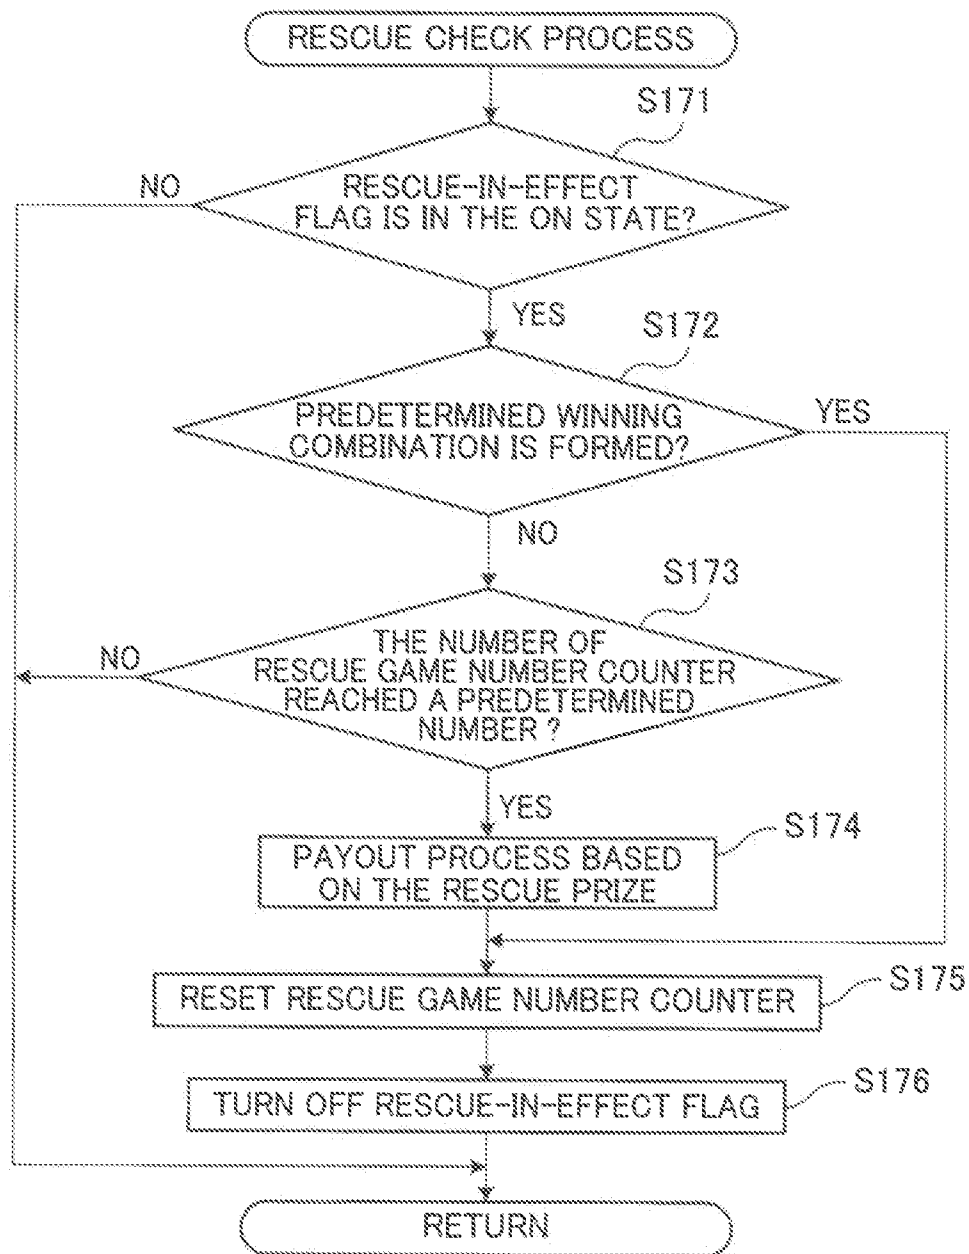 RESCUE CHECK PROCESS
S171
NO
RESCUE-IN-EFFECT
FLAG IS IN THE ON STATE?
YES
S172
PREDETERMINED WINNING
COMBINATION IS FORMED?
YES
NO
S173
NO
THE NUMBER OF
RESCUE GAME NUMBER COUNTER
REACHED A PREDETERMINED
NUMBER ?
YES
S174
PAYOUT PROCESS BASED
ON THE RESCUE PRIZE
S175
RESET RESCUE GAME NUMBER COUNTER
S176
TURN OFF RESCUE-IN-EFFECT FLAG
RETURN